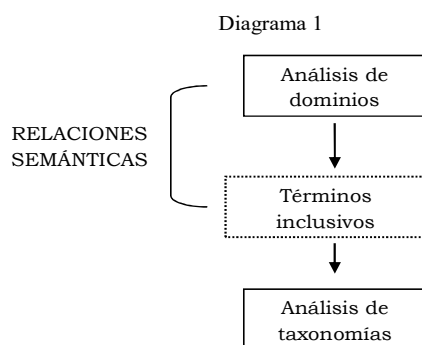 Diagrama 1
Análisis de
dominios
RELACIONES
SEMÁNTICAS
Términos
inclusivos
Análisis de
taxonomías